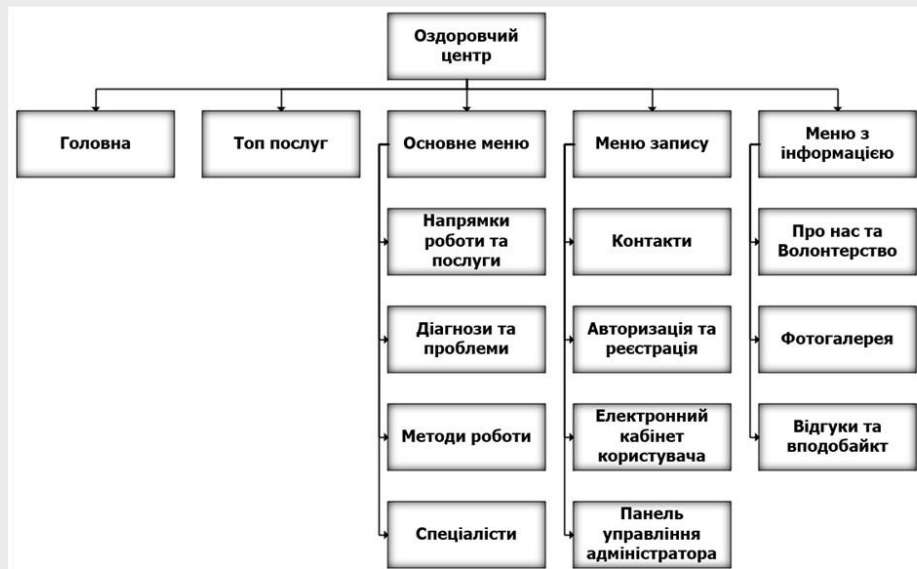 Оздоровчий
центр
Головна
Топ послуг
Основне меню
Меню запису
Меню з
інформацією
Напрямки
роботи та
послуги
Контакти
Про нас та
Волонтерство
Діагнози та
проблеми
Авторизація та
реєстрація
Фотогалерея
Методи роботи
Електронний
кабінет
користувача
Відгуки та
вподобайкт
Спеціалісти
Панель
управління
адміністратора